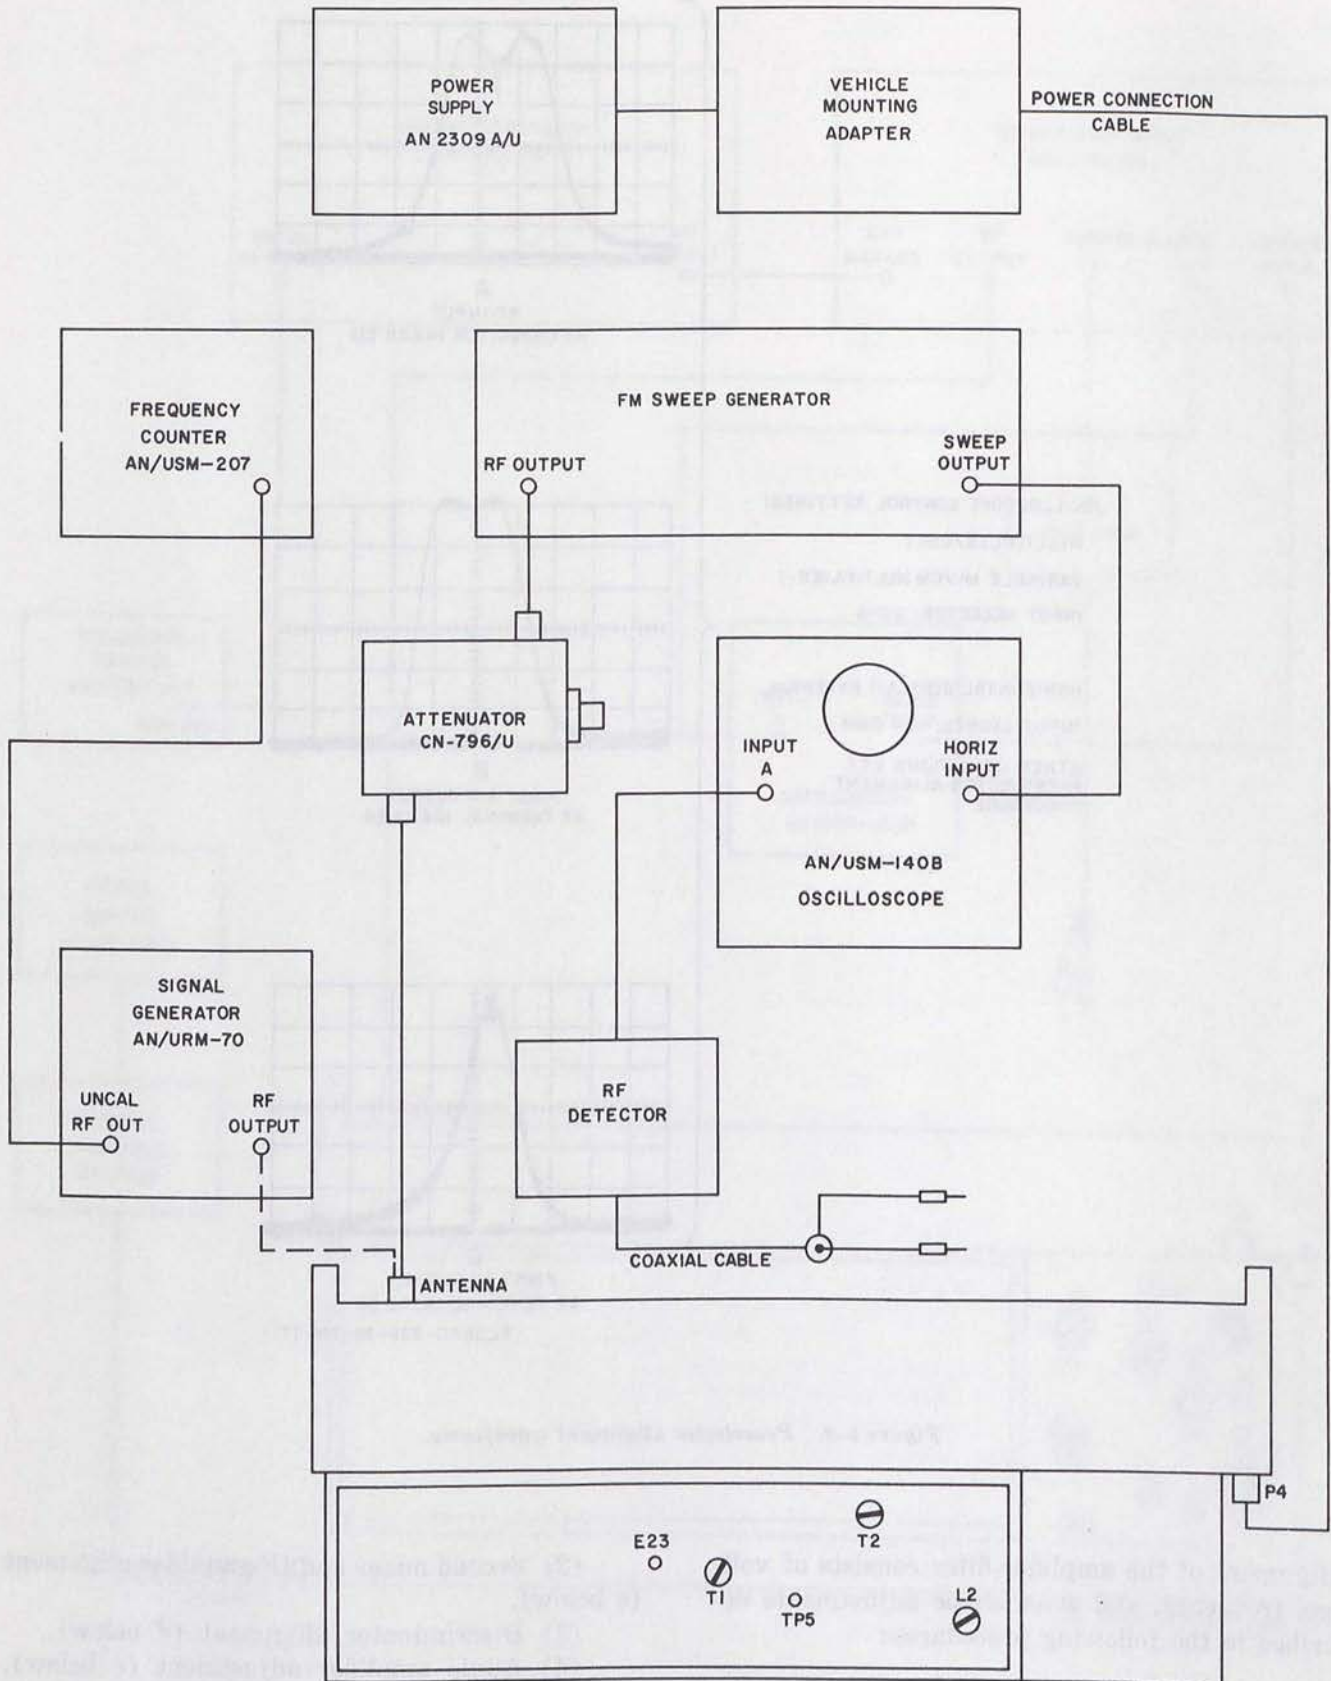 POWER
SUPPLY
AN 2309 A/U
VEHICLE
MOUNTING
ADAPTER
POWER CONNECTION
CABLE
FREQUENCY
COUNTER
AN/USM-207
FM SWEEP GENERATOR
RF OUTPUT
SWEEP
OUTPUT
ATTENUATOR
CN-796/U
INPUT
A
HORIZ
INPUT
AN/USM-140B
OSCILLOSCOPE
SIGNAL
GENERATOR
AN/URM-70
UNCAL
RF OUT
RF
OUTPUT
RF
DETECTOR
COAXIAL CABLE
ANTENNA
P4
E23
T1
T2
TP5
L2